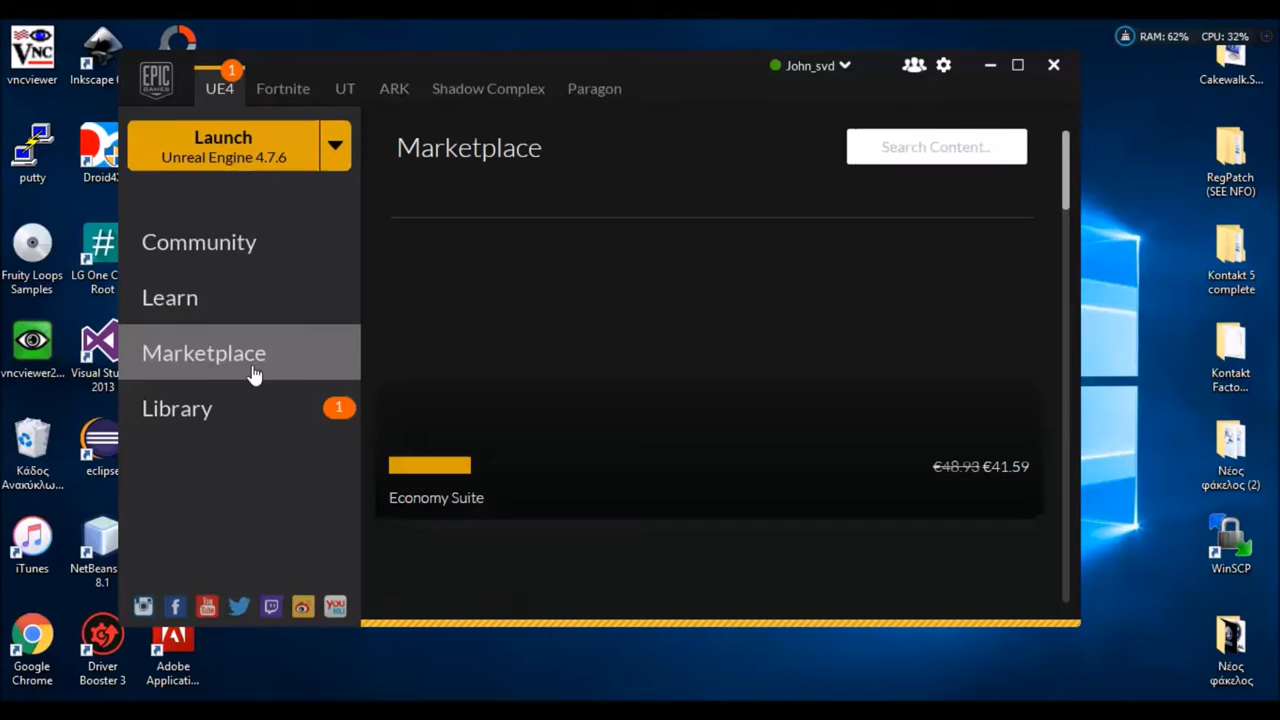 RAM: 62% CPU: 32%
VNC
vncviewer
Inkscape
Cakewalk.S...
EPIC GAMES
1
UE4
Fortnite
UT
ARK
Shadow Complex
Paragon
John_svd
Launch
Unreal Engine 4.7.6
Marketplace
Search Content..
putty
Droid4
RegPatch
(SEE NFO)
Community
Learn
Marketplace
Library
1
Fruity Loops
Samples
LG One C
Root
Kontakt 5
complete
vncviewer2...
Visual Stu
2013
Kontakt
Facto...
€48.93 €41.59
Economy Suite
Κάδος
Ανακύκλω...
eclipse
Νέος
φάκελος (2)
iTunes
NetBeans
8.1
WinSCP
You
Google
Chrome
Driver
Booster 3
Adobe
Applicati...
Νέος
φάκελος